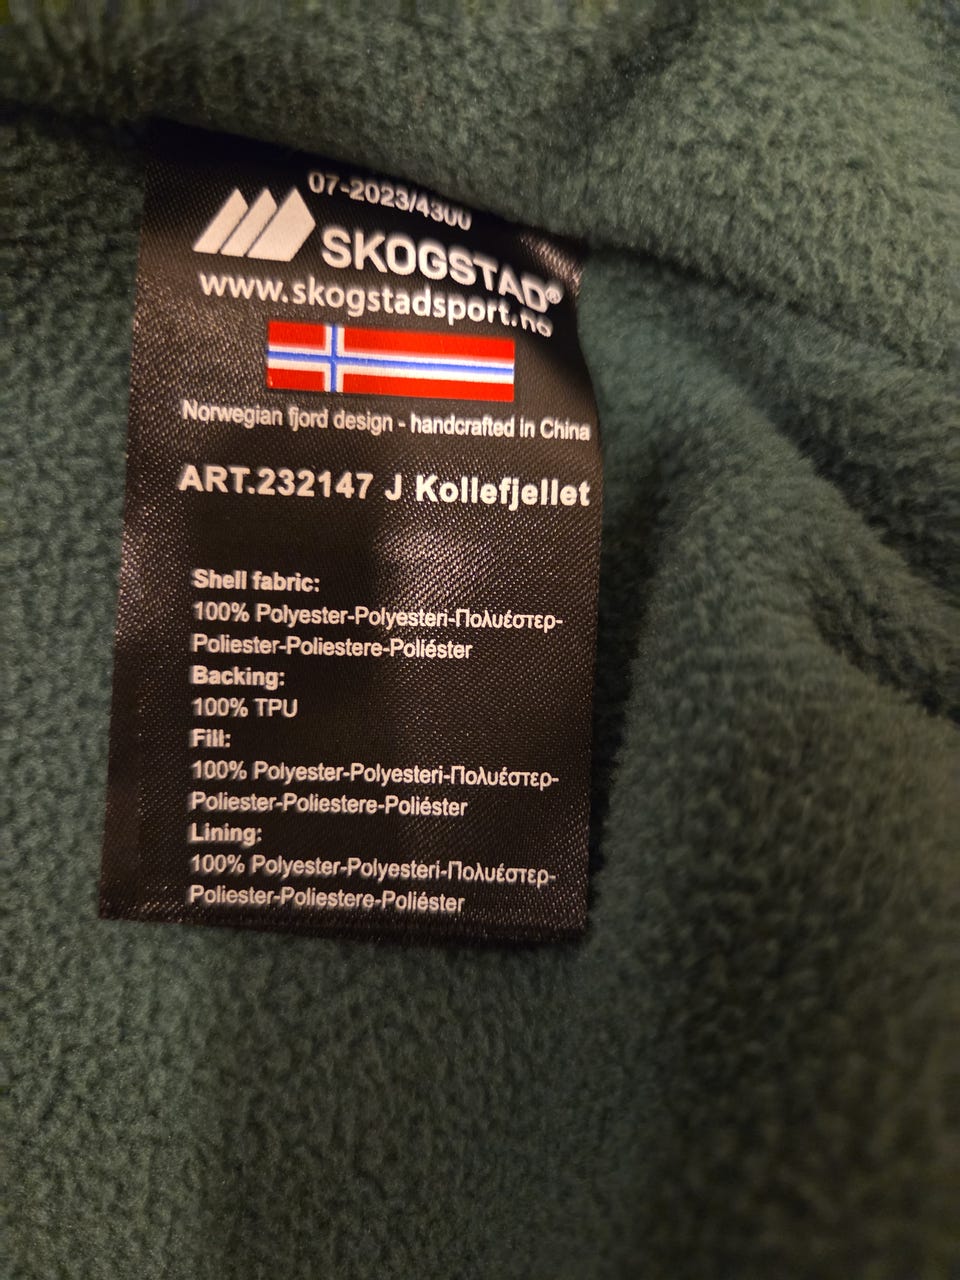 07-2023/4300
SKOGSTAD®
www.skogstadsport.no
Norwegian fjord design - handcrafted in China
ART.232147 J Kollefjellet
Shell fabric:
100% Polyester-Polyesteri-Πολυέστερ-
Poliester-Poliestere-Poliéster
Backing:
100% TPU
Fill:
100% Polyester-Polyesteri-Πολυέστερ-
Poliester-Poliestere-Poliéster
Lining:
100% Polyester-Polyesteri-Πολυέστερ-
Poliester-Poliestere-Poliéster